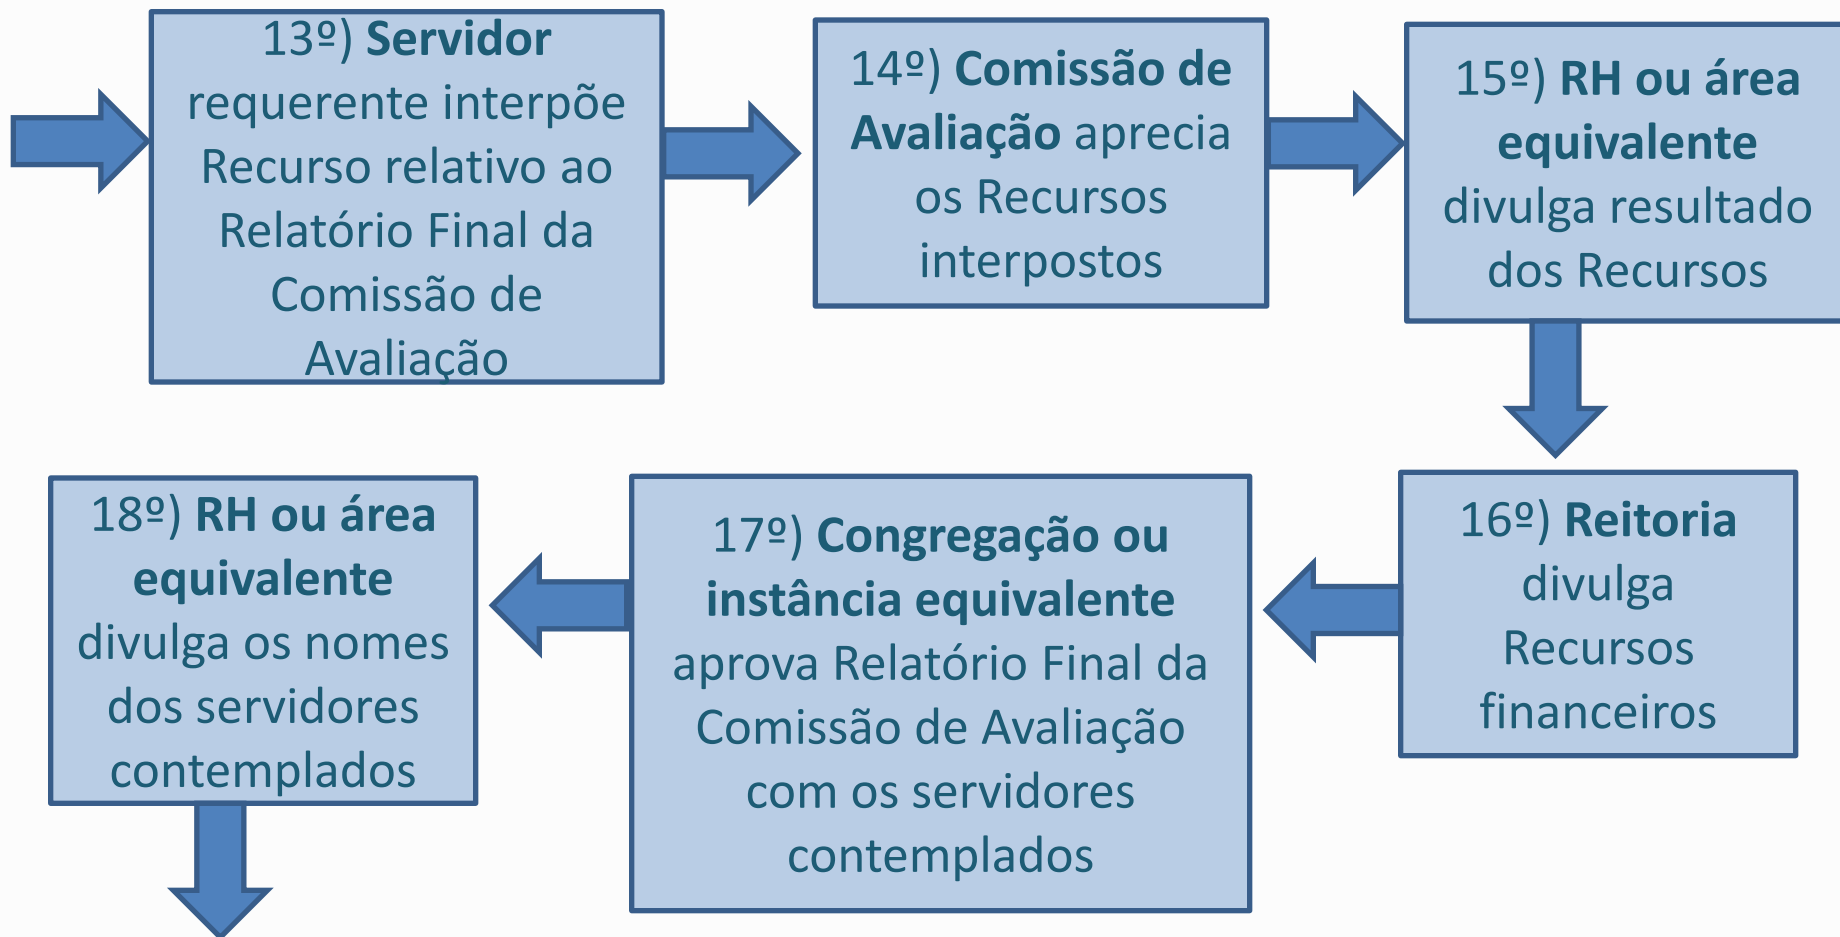 13º) Servidor
requerente interpõe
Recurso relativo ao
Relatório Final da
Comissão de
Avaliação
14º) Comissão de
Avaliação aprecia
os Recursos
interpostos
15º) RH ou área
equivalente
divulga resultado
dos Recursos
16º) Reitoria
divulga
Recursos
financeiros
17º) Congregação ou
instância equivalente
aprova Relatório Final da
Comissão de Avaliação
com os servidores
contemplados
18º) RH ou área
equivalente
divulga os nomes
dos servidores
contemplados